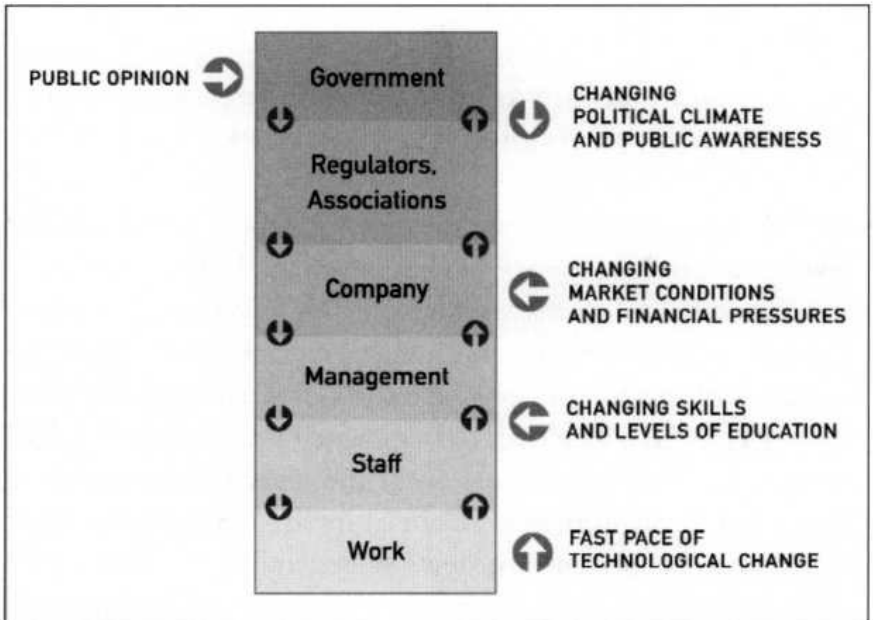 PUBLIC OPINION
Government
CHANGING
POLITICAL CLIMATE
AND PUBLIC AWARENESS
Regulators,
Associations
Company
CHANGING
MARKET CONDITIONS
AND FINANCIAL PRESSURES
Management
CHANGING SKILLS
AND LEVELS OF EDUCATION
Staff
Work
FAST PACE OF
TECHNOLOGICAL CHANGE